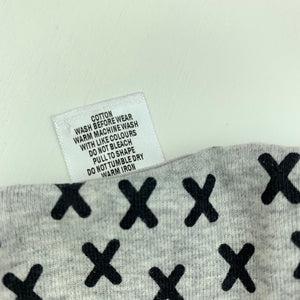 COTTON
WASH BEFORE WEAR
WARM MACHINE WASH
WITH LIKE COLOURS
DO NOT BLEACH
PULL TO SHAPE
DO NOT TUMBLE DRY
WARM IRON